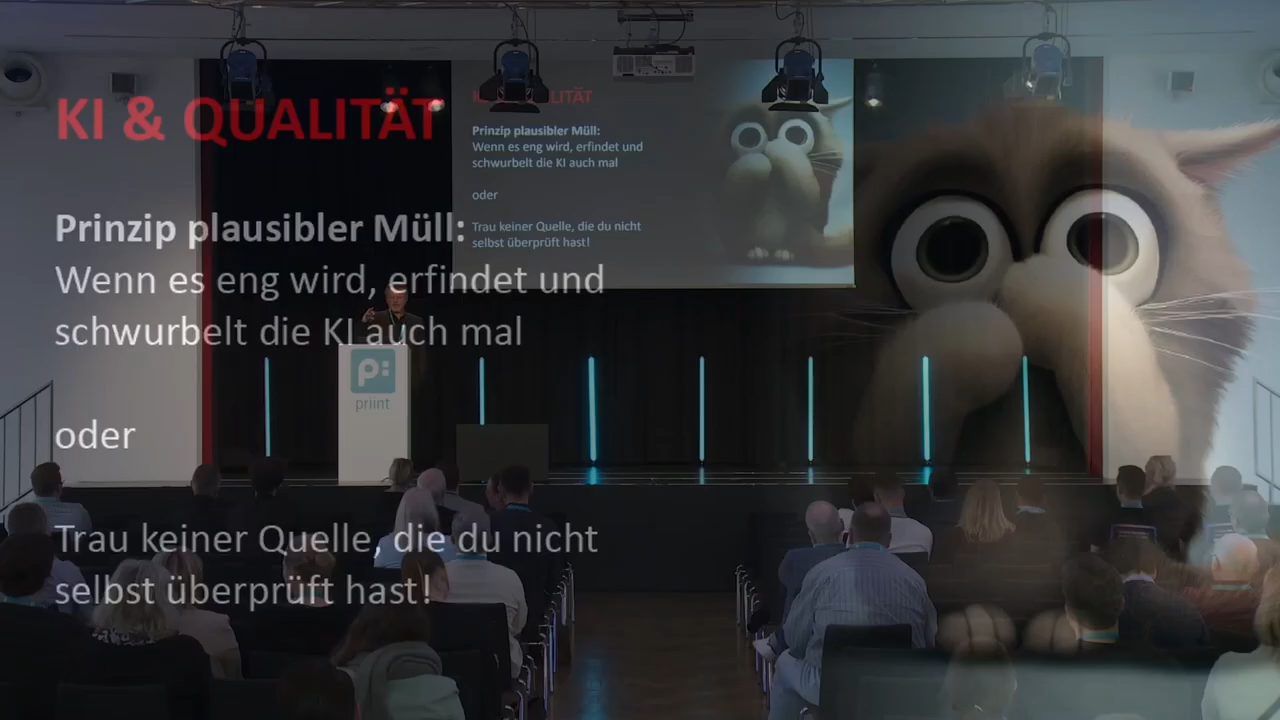 KI & QUALITÄT
Prinzip plausibler Müll:
Wenn es eng wird, erfindet und
schwurbelt die KI auch mal
oder
Trau keiner Quelle, die du nicht
selbst überprüft hast!
ITÄT
Prinzip plausibler Müll:
Wenn es eng wird, erfindet und
schwurbelt die KI auch mal
oder
Trau keiner Quelle, die du nicht
selbst überprüft hast!
p:
priint